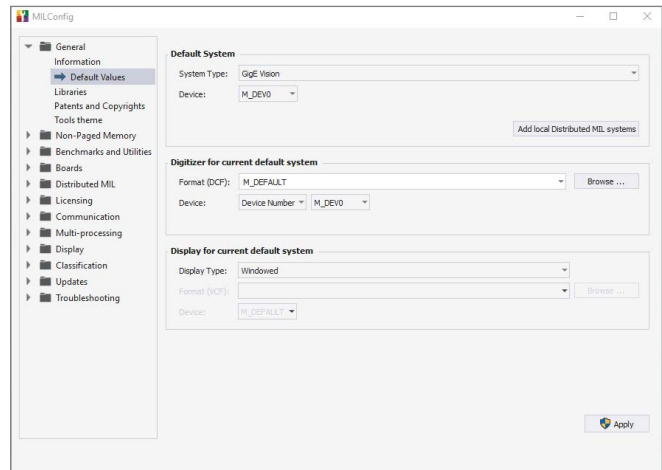 MILConfig
General
Information
Default Values
Libraries
Patents and Copyrights
Tools theme
Non-Paged Memory
Benchmarks and Utilities
Boards
Distributed MIL
Licensing
Communication
Multi-processing
Display
Classification
Updates
Troubleshooting
Default System
System Type: GigE Vision
Device: M_DEV0
Add local Distributed MIL systems
Digitizer for current default system
Format (DCF): M_DEFAULT Browse ...
Device: Device Number M_DEV0
Display for current default system
Display Type: Windowed
Format (VCF): Browse ...
Device: M_DEFAULT
Apply